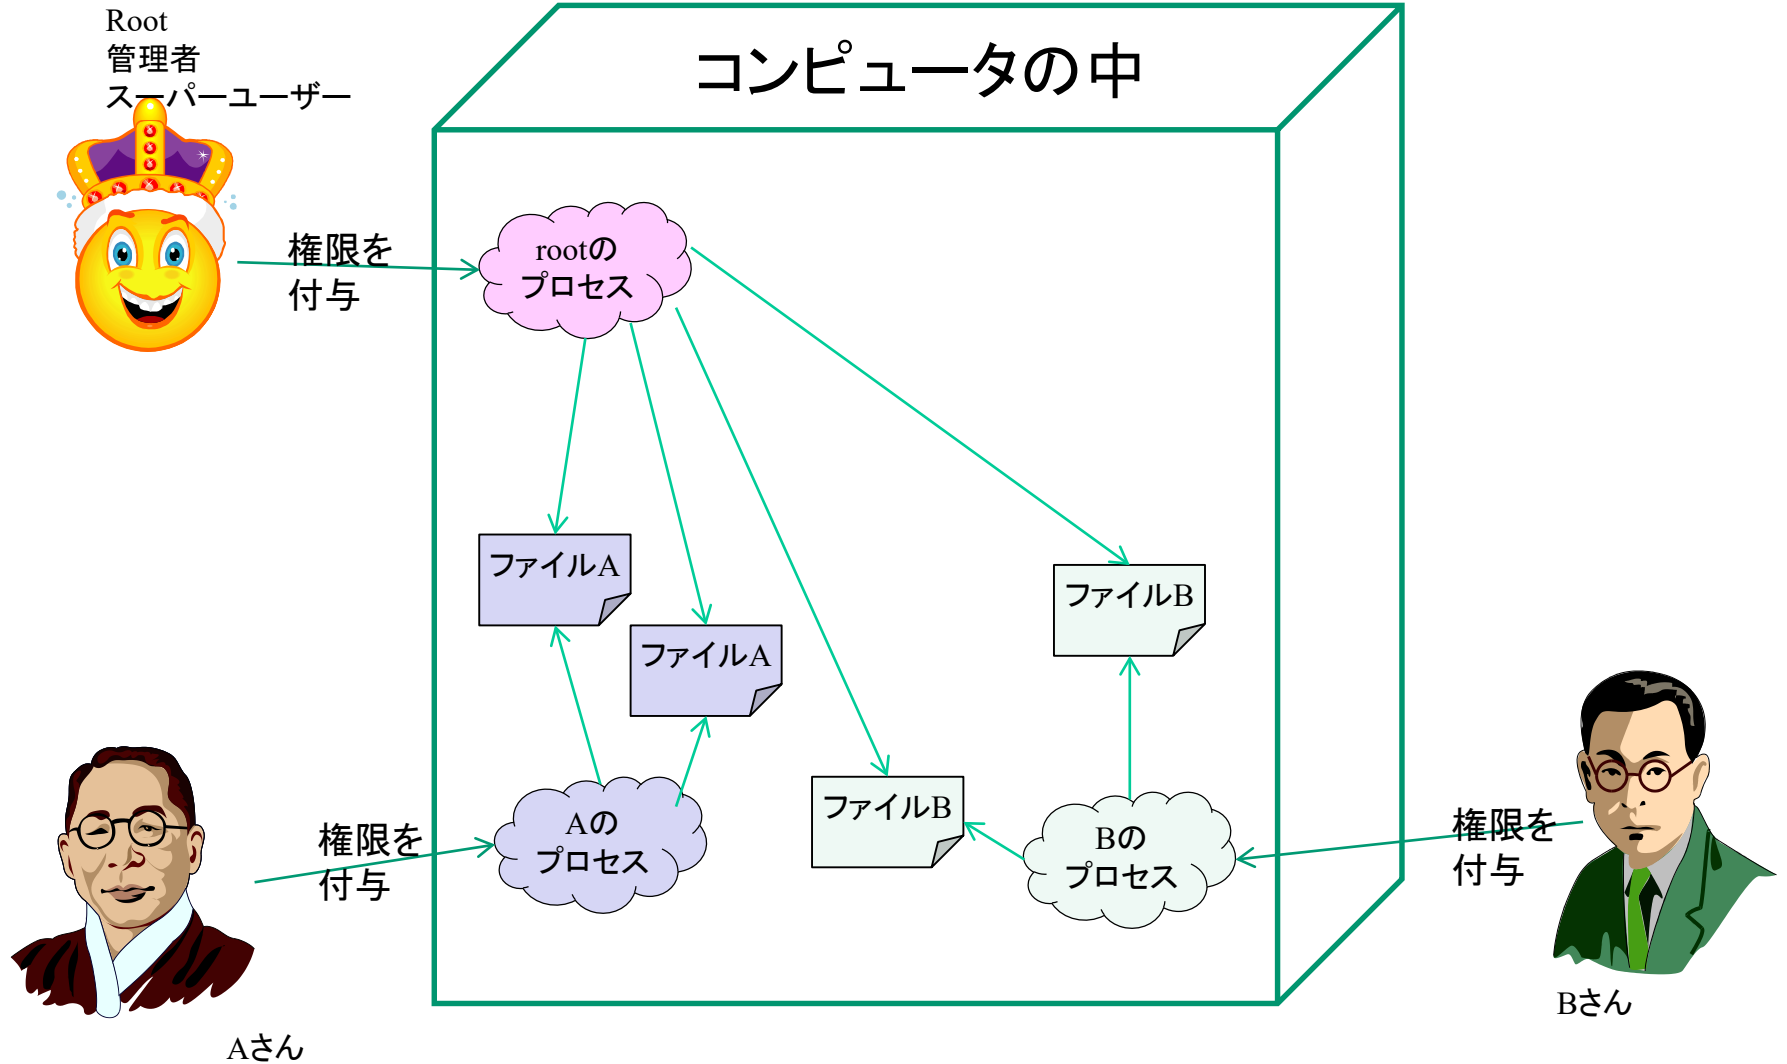 Root
管理者
スーパーユーザー
コンピュータの中
権限を
付与
rootの
プロセス
ファイルA
ファイルA
ファイルB
ファイルB
権限を
付与
Aの
プロセス
Bの
プロセス
権限を
付与
Aさん
Bさん